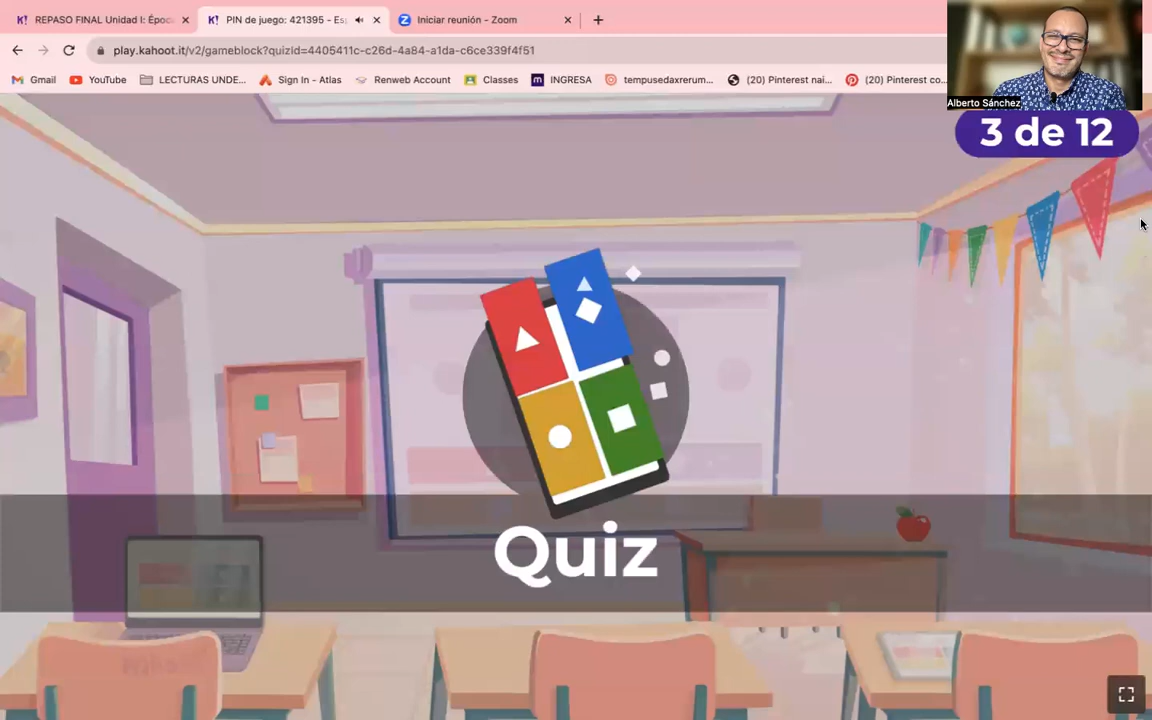 REPASO FINAL Unidad I: Époc
PIN de juego: 421395 - Es
Iniciar reunión - Zoom
play.kahoot.it/v2/gameblock?quizId=4405411c-c26d-4a84-a1da-c6ce339f4f51
Gmail
YouTube
LECTURAS UNDE...
Sign In - Atlas
Renweb Account
Classes
INGRESA
tempusedaxrerum...
(20) Pinterest nai...
(20) Pinterest co...
Alberto Sánchez
3 de 12
Quiz